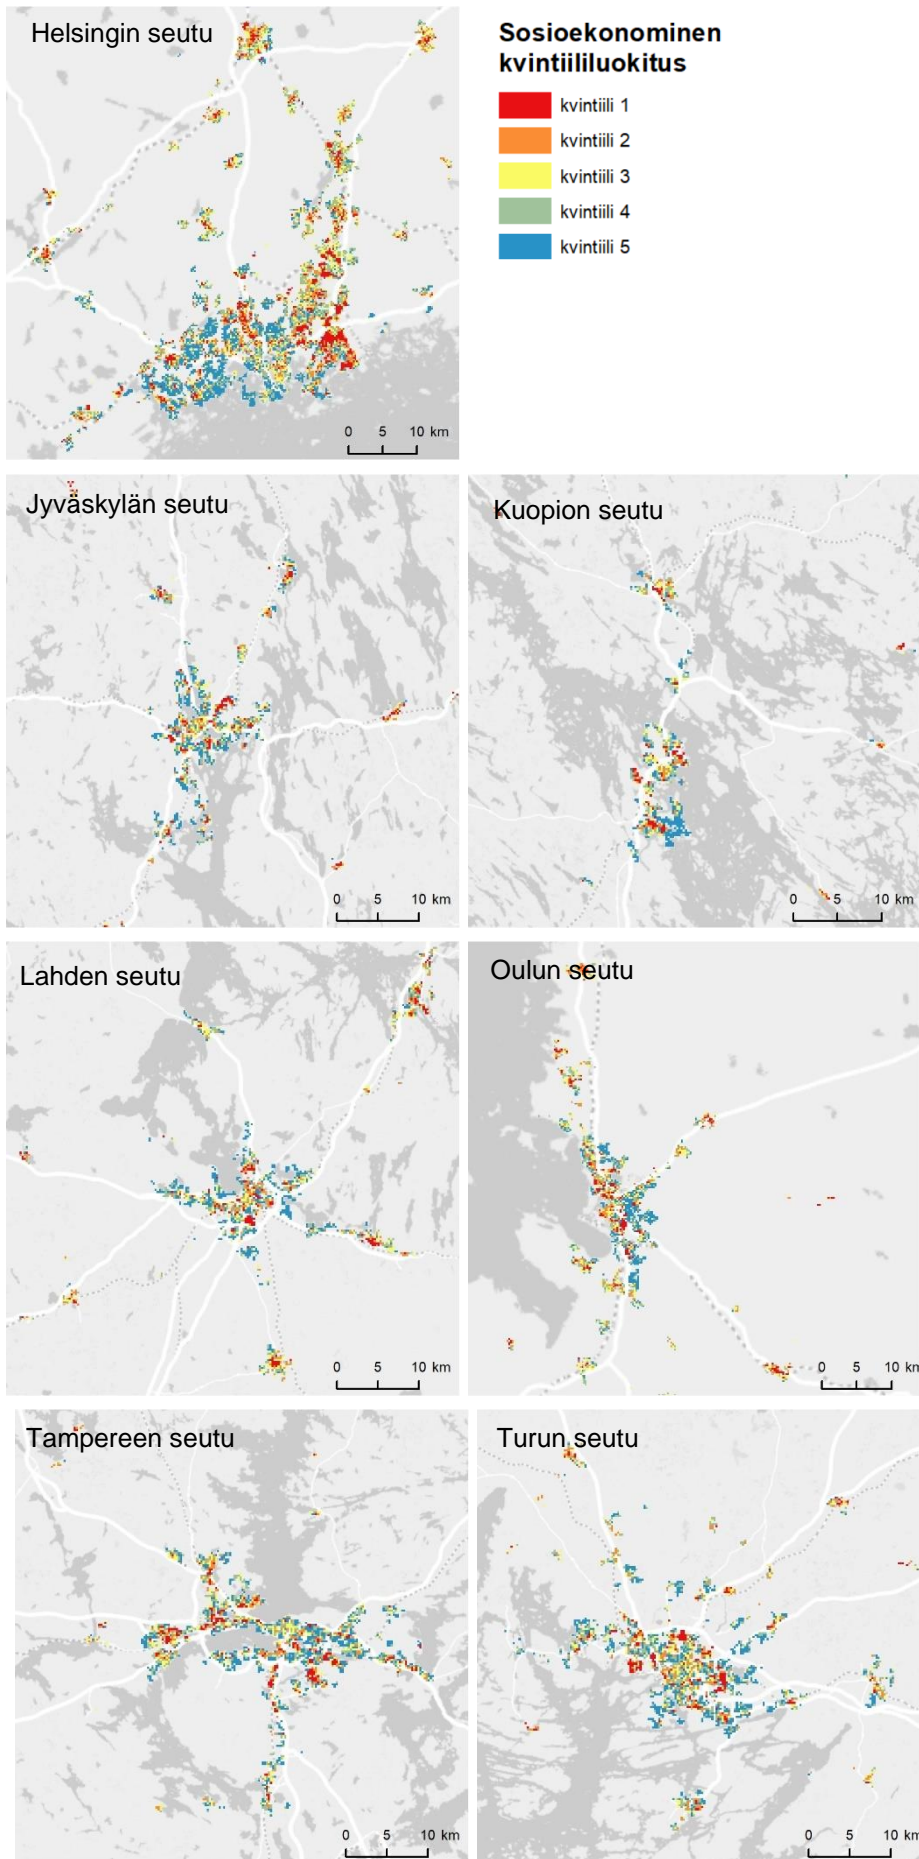 Helsingin seutu
Sosioekonominen
kvintiililuokitus
kvintiili 1
kvintiili 2
kvintiili 3
kvintiili 4
kvintiili 5
0 5 10 km
Jyväskylän seutu
0 5 10 km
Kuopion seutu
0 5 10 km
Lahden seutu
0 5 10 km
Oulun seutu
0 5 10 km
Tampereen seutu
0 5 10 km
Turun seutu
0 5 10 km